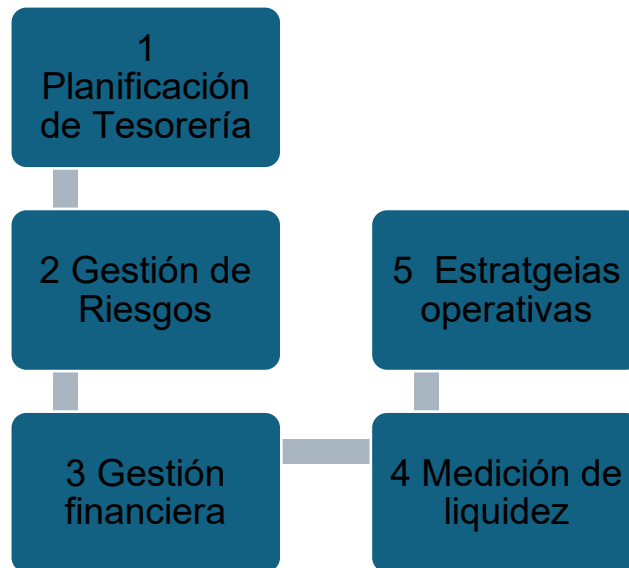 1
Planificación
de Tesorería
2 Gestión de
Riesgos
3 Gestión
financiera
4 Medición de
liquidez
5 Estratgeias
operativas